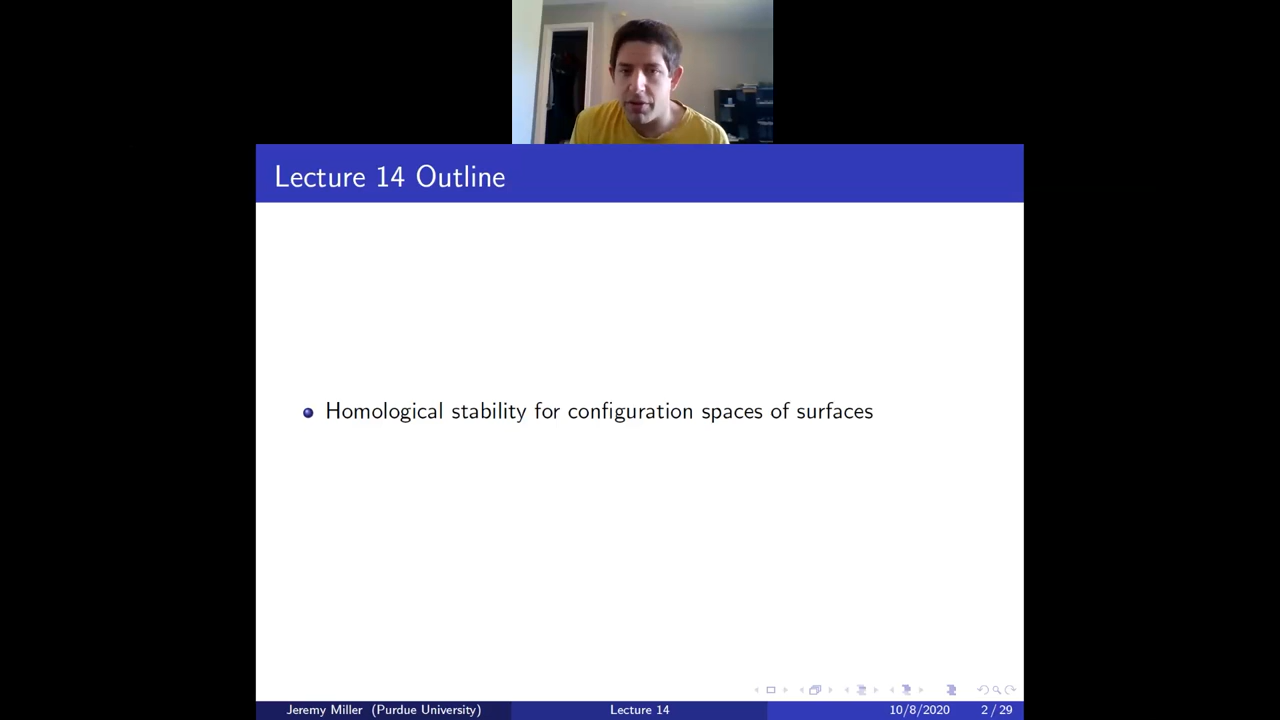 Lecture 14 Outline
Homological stability for configuration spaces of surfaces
Jeremy Miller (Purdue University) Lecture 14 10/8/2020 2 / 29